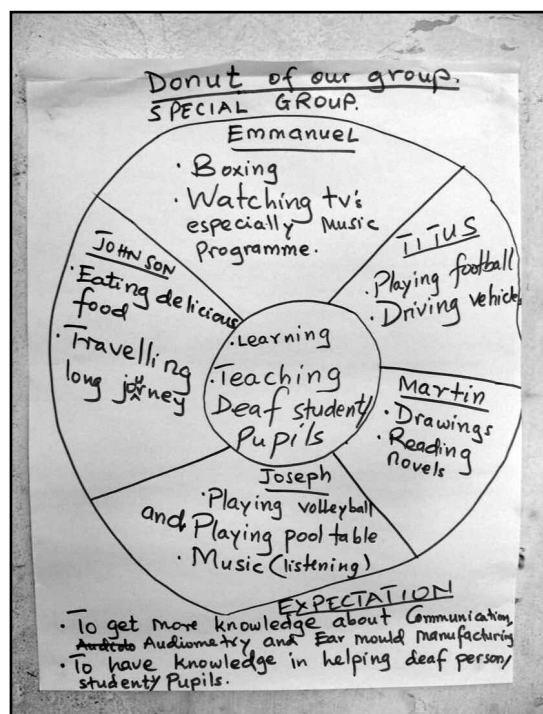 Donut of our group.
SPECIAL GROUP.
Emmanuel
· Boxing
· Watching tv's
especially Music
Programme.
TITUS
· Playing football
· Driving vehicle
Martin
· Drawings
· Reading
novels
Joseph
· Playing volleyball
and Playing pool table
· Music (listening)
JOHNSON
· Eating delicious
food
· Travelling
long journey
· Learning
· Teaching
Deaf student/
Pupils
EXPECTATION
· To get more knowledge about Communication,
Audiometry and Ear mould manufacturing
· To have knowledge in helping deaf person/
student/Pupils.